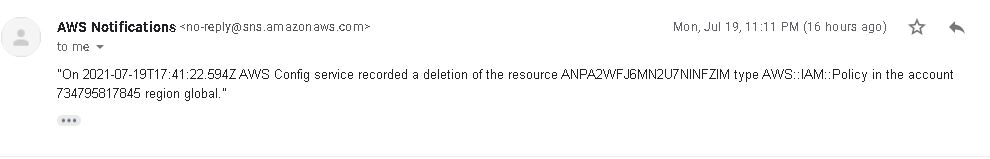 AWS Notifications <no-reply@sns.amazonaws.com> Mon, Jul 19, 11:11 PM (16 hours ago)
to me
"On 2021-07-19T17:41:22.594Z AWS Config service recorded a deletion of the resource ANPA2WFJ6MN2U7NINFZIM type AWS::IAM::Policy in the account
734795817845 region global."